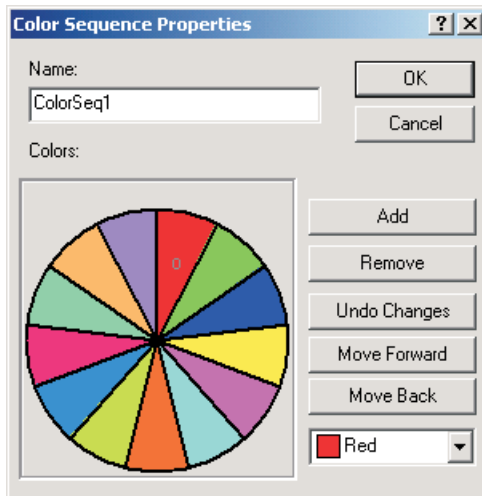 Color Sequence Properties
Name:
OK
ColorSeq1
Cancel
Colors:
Add
0
Remove
Undo Changes
Move Forward
Move Back
Red